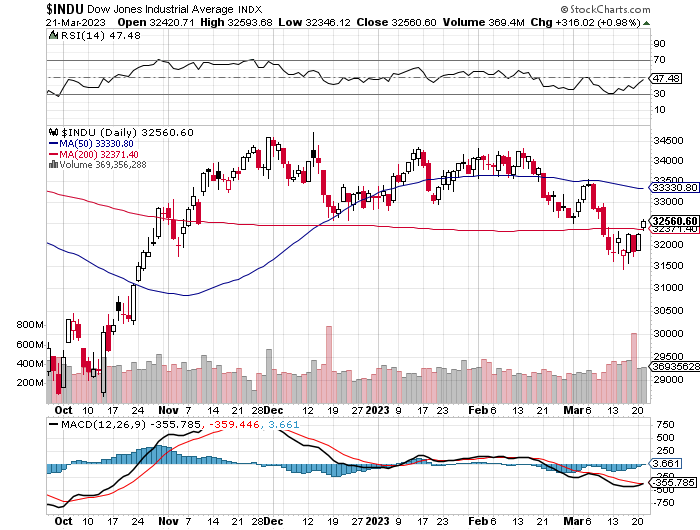 $INDU Dow Jones Industrial Average INDX © StockCharts.com
21-Mar-2023 Open 32420.71 High 32593.68 Low 32346.12 Close 32560.60 Volume 369.4M Chg +316.02 (+0.98%)
RSI(14) 47.48
90
70
47.48
30
10
$INDU (Daily) 32560.60
MA(50) 33330.80
MA(200) 32371.40
Volume 369,356,288
34500
34000
33500
33330.80
33000
32560.60
32371.40
32000
31500
31000
30500
30000
29500
36935628
29000
800M
600M
400M
200M
Oct 10 17 24 Nov 7 14 21 28 Dec 12 19 27 2023 9 17 23 Feb 6 13 21 Mar 6 13 20
MACD(12,26,9) -355.785, -359.446, 3.661
750
500
250
3.661
-250
-355.785
-500
-750
Oct 10 17 24 Nov 7 14 21 28 Dec 12 19 27 2023 9 17 23 Feb 6 13 21 Mar 6 13 20